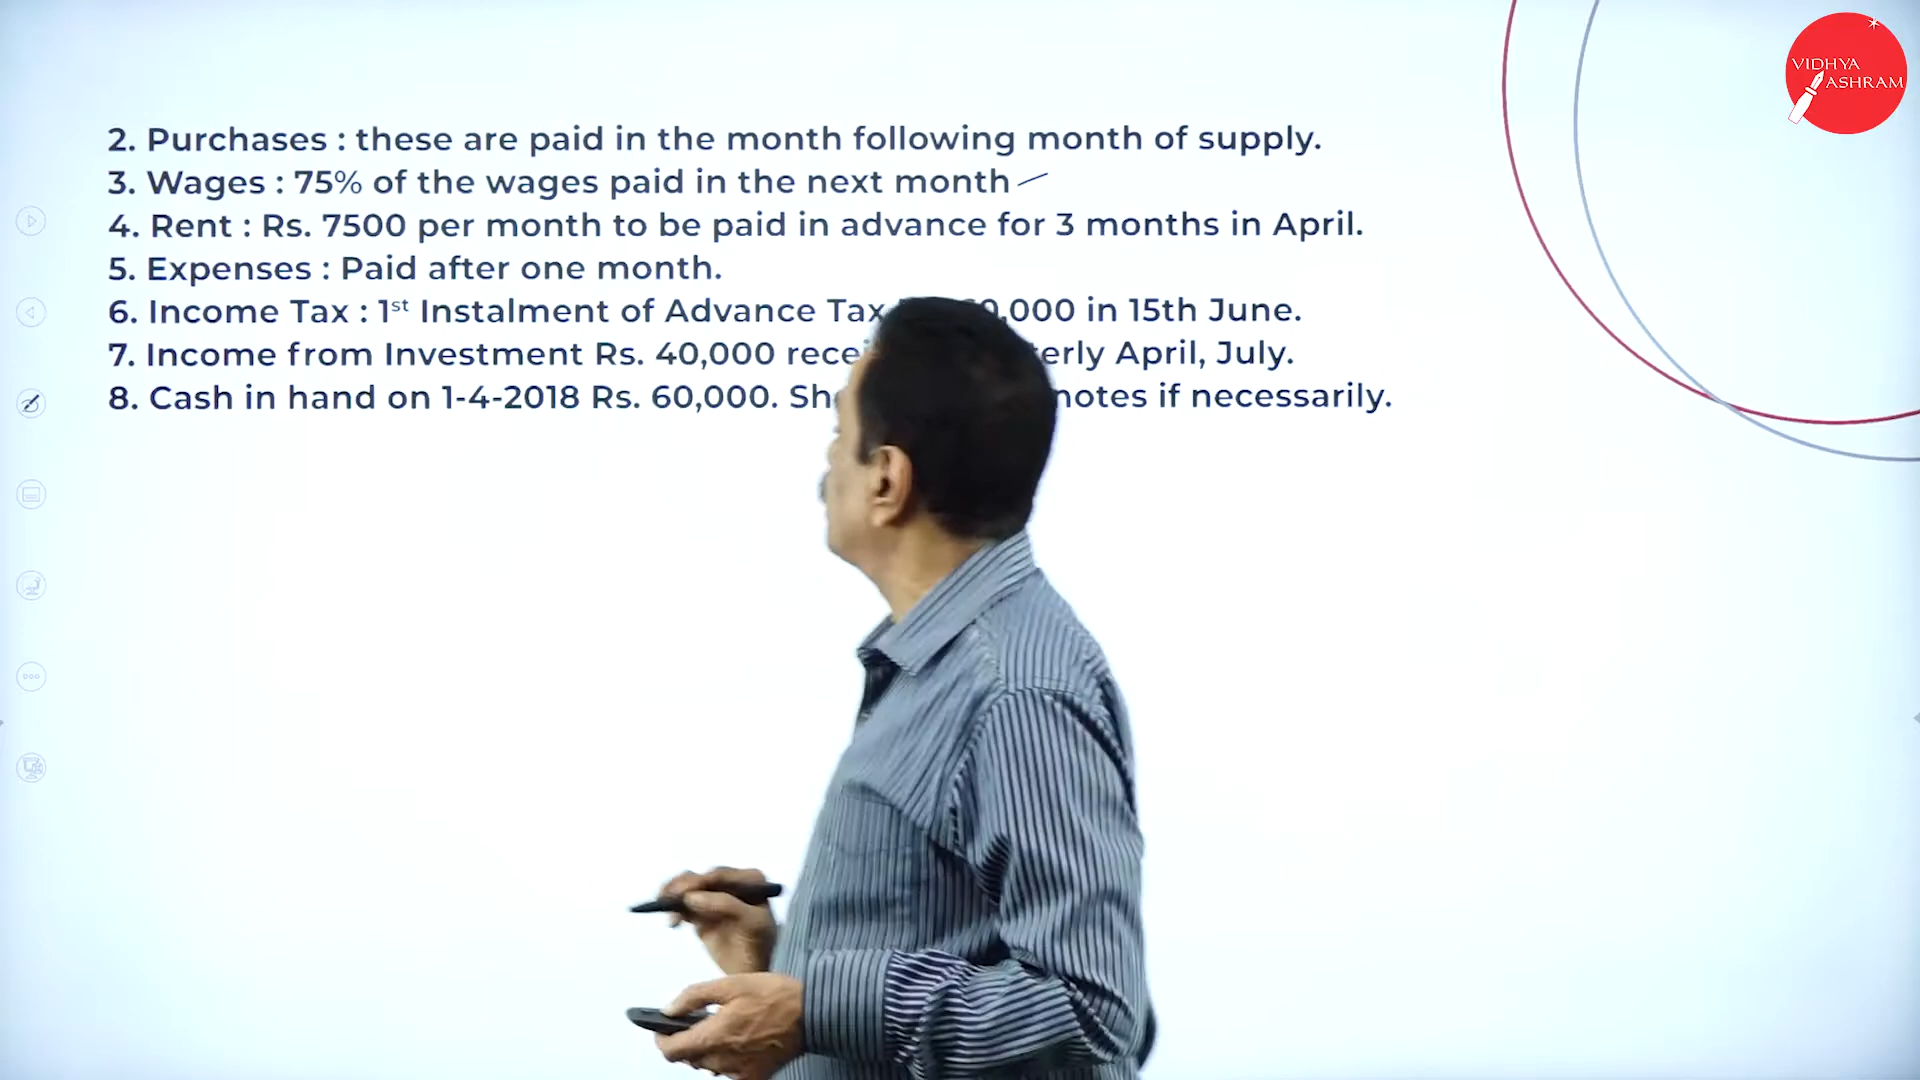 VIDHYA
ASHRAM
2. Purchases : these are paid in the month following month of supply.
3. Wages : 75% of the wages paid in the next month
4. Rent : Rs. 7500 per month to be paid in advance for 3 months in April.
5. Expenses : Paid after one month.
6. Income Tax : 1st Instalment of Advance Tax 0,000 in 15th June.
7. Income from Investment Rs. 40,000 April, July.
8. Cash in hand on 1-4-2018 Rs. 60,000. notes if necessarily.